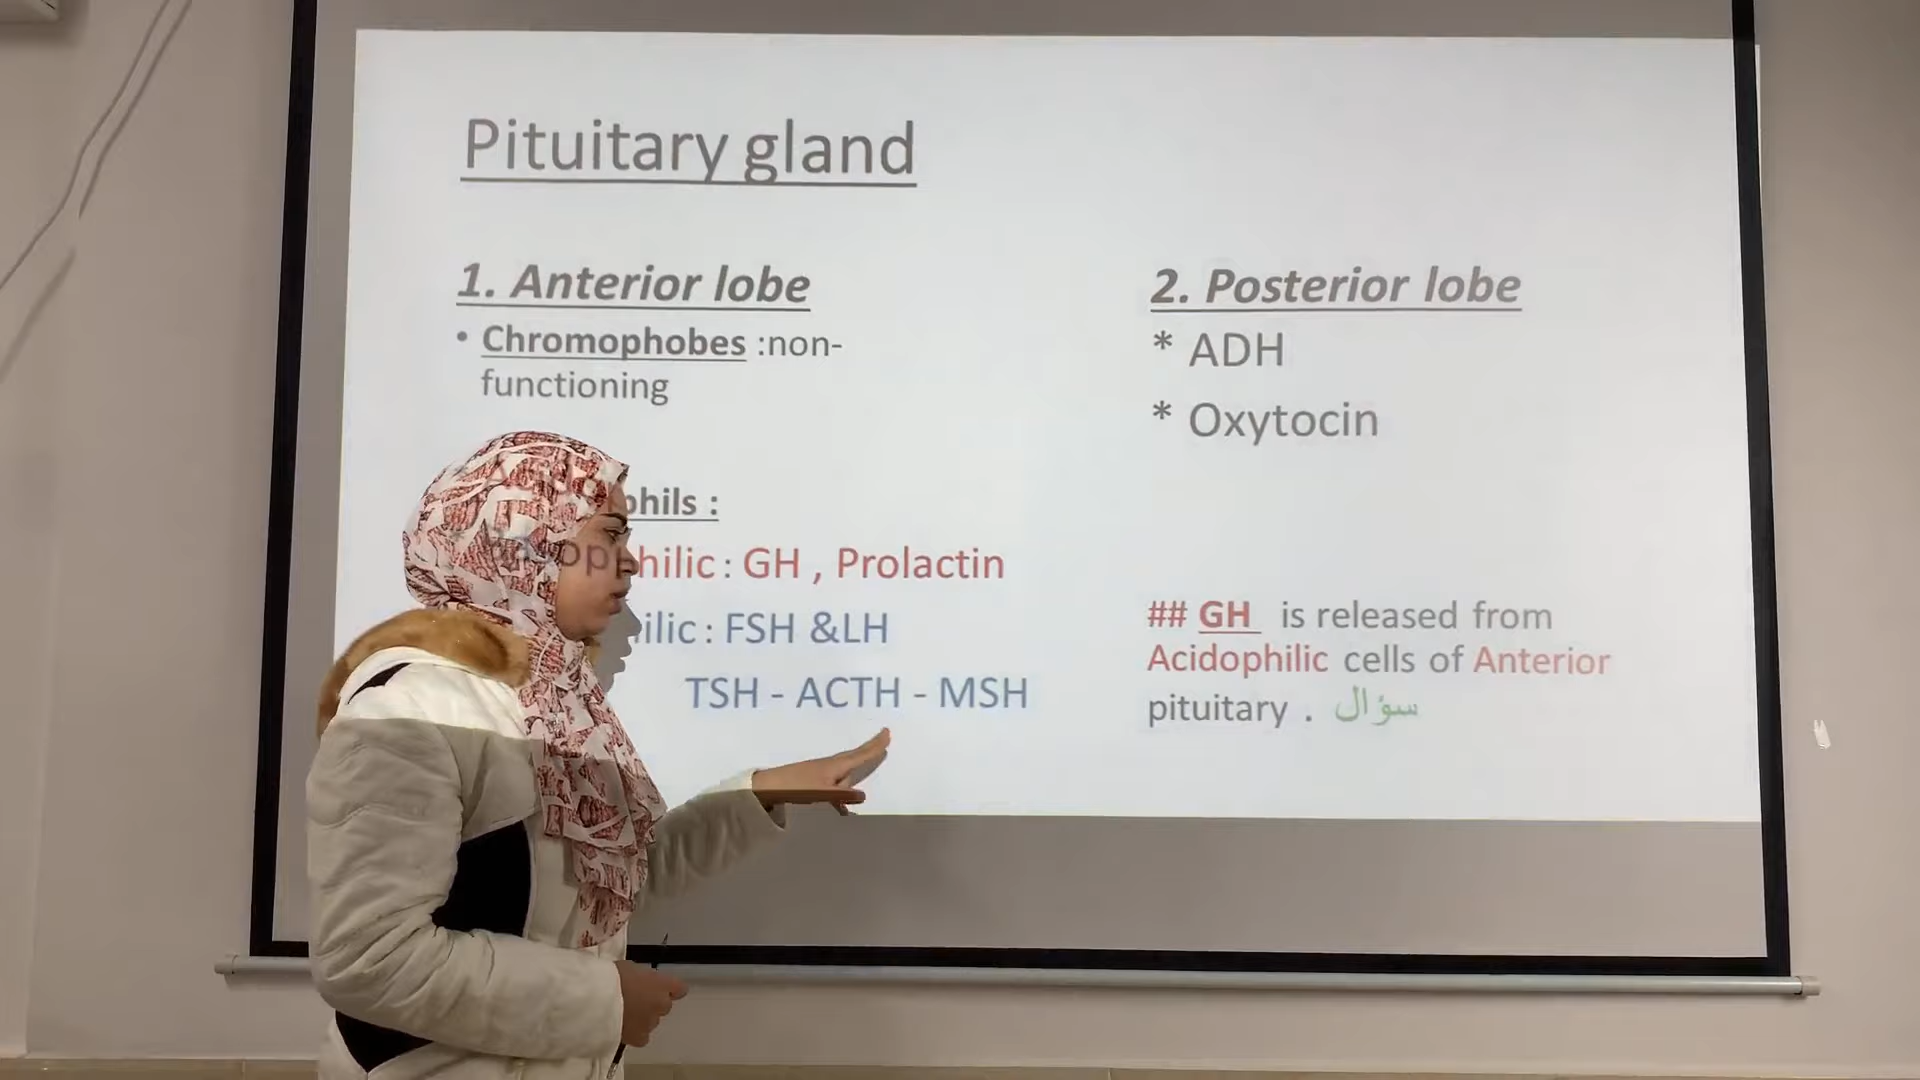 Pituitary gland
1. Anterior lobe
• Chromophobes :non-
functioning
phils :
hilic : GH , Prolactin
ilic : FSH &LH
TSH - ACTH - MSH
2. Posterior lobe
* ADH
* Oxytocin
## GH is released from
Acidophilic cells of Anterior
pituitary . سؤال